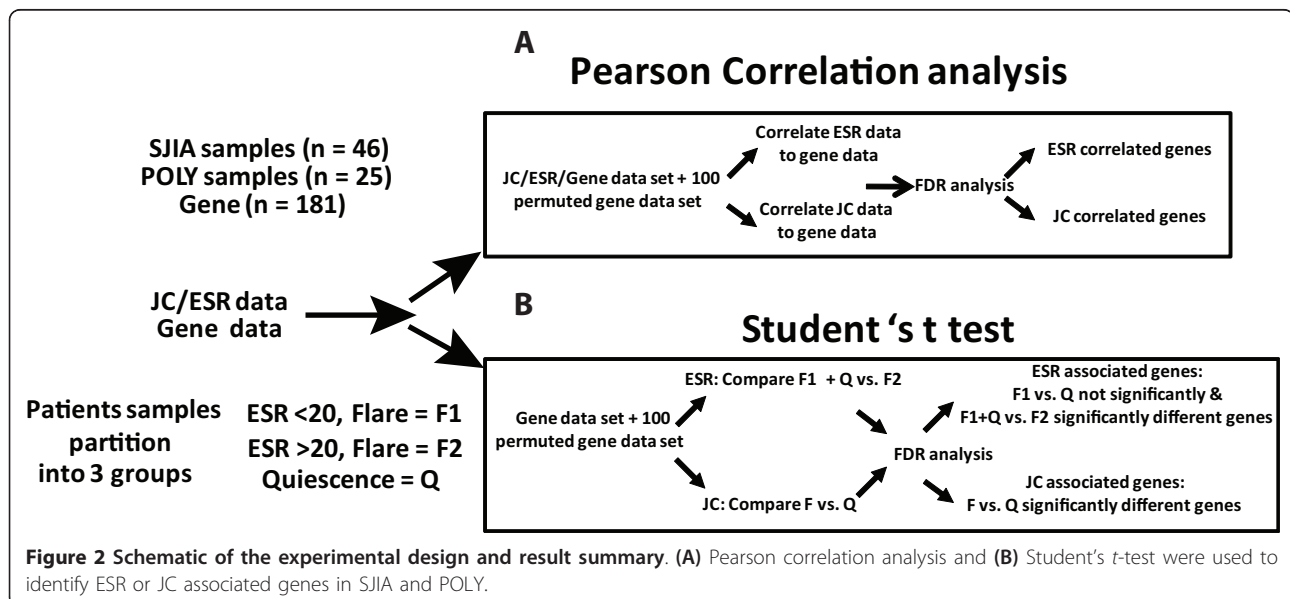 A
Pearson Correlation analysis
SJIA samples (n = 46)
POLY samples (n = 25)
Gene (n = 181)
JC/ESR/Gene data set + 100
permuted gene data set
Correlate ESR data
to gene data
Correlate JC data
to gene data
FDR analysis
ESR correlated genes
JC correlated genes
JC/ESR data
Gene data
B
Student 's t test
Patients samples
partition
into 3 groups
ESR <20, Flare = F1
ESR >20, Flare = F2
Quiescence = Q
Gene data set + 100
permuted gene data set
ESR: Compare F1 + Q vs. F2
JC: Compare F vs. Q
FDR analysis
ESR associated genes:
F1 vs. Q not significantly &
F1+Q vs. F2 significantly different genes
JC associated genes:
F vs. Q significantly different genes
Figure 2 Schematic of the experimental design and result summary. (A) Pearson correlation analysis and (B) Student's t-test were used to
identify ESR or JC associated genes in SJIA and POLY.